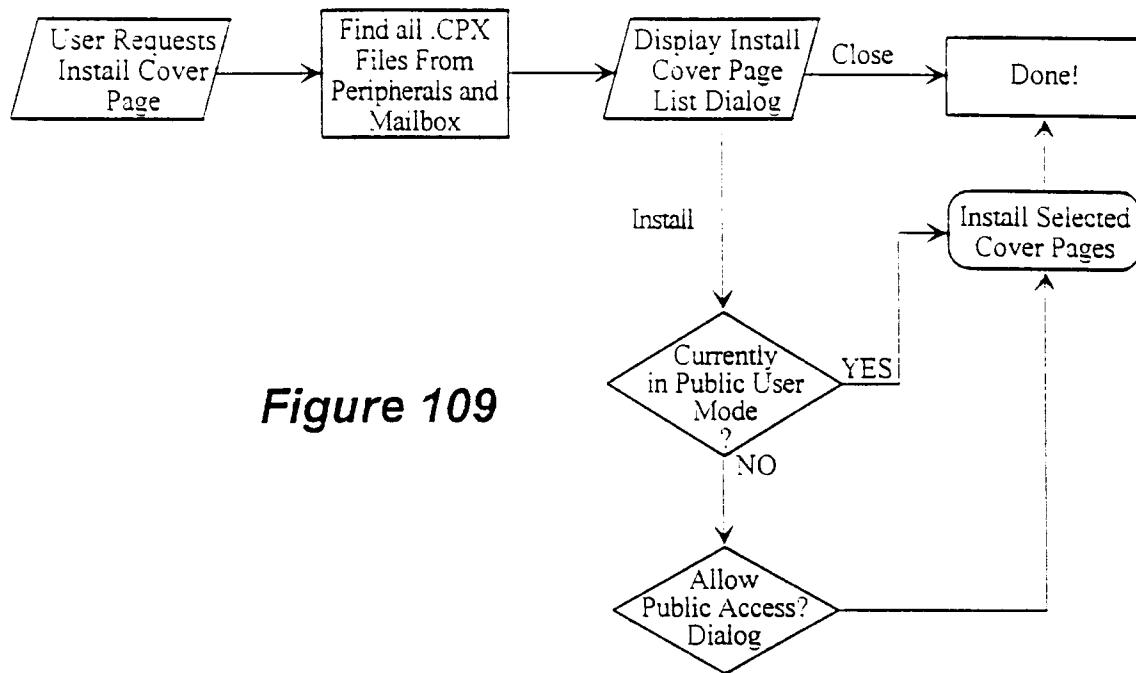 User Requests
Install Cover
Page
Find all .CPX
Files From
Peripherals and
Mailbox
Display Install
Cover Page
List Dialog
Close
Done!
Install
Install Selected
Cover Pages
Currently
in Public User
Mode
?
YES
NO
Figure 109
Allow
Public Access?
Dialog